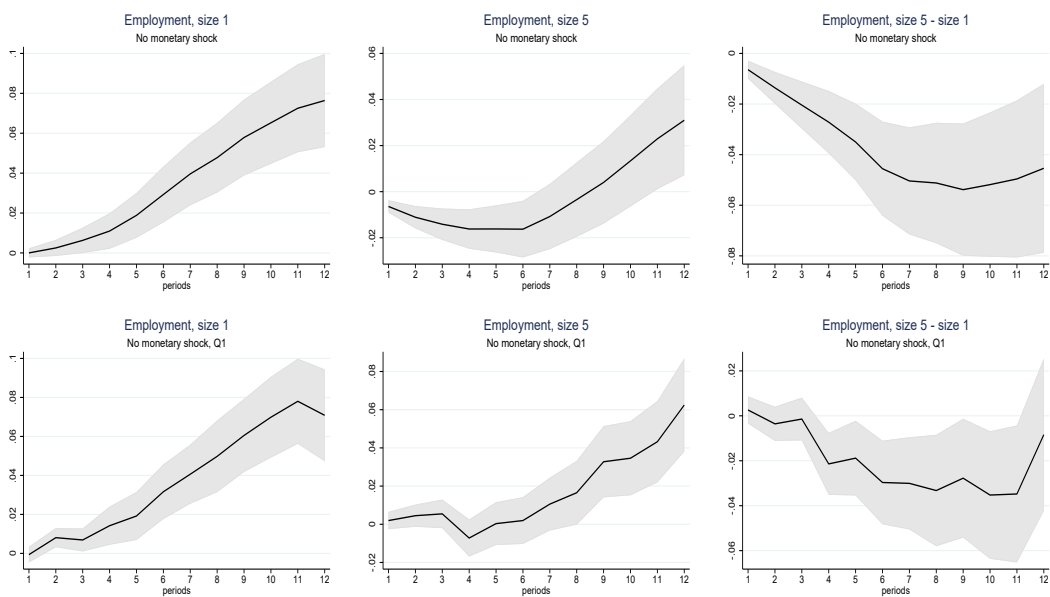 Employment, size 1
No monetary shock
.1
.08
.06
.04
.02
0
1 2 3 4 5 6 7 8 9 10 11 12
periods
Employment, size 5
No monetary shock
.06
.04
.02
0
-.02
1 2 3 4 5 6 7 8 9 10 11 12
periods
Employment, size 5 - size 1
No monetary shock
0
-.02
-.04
-.06
-.08
1 2 3 4 5 6 7 8 9 10 11 12
periods
Employment, size 1
No monetary shock, Q1
.1
.08
.06
.04
.02
0
1 2 3 4 5 6 7 8 9 10 11 12
periods
Employment, size 5
No monetary shock, Q1
.08
.06
.04
.02
0
-.02
1 2 3 4 5 6 7 8 9 10 11 12
periods
Employment, size 5 - size 1
No monetary shock, Q1
.02
0
-.02
-.04
-.06
1 2 3 4 5 6 7 8 9 10 11 12
periods